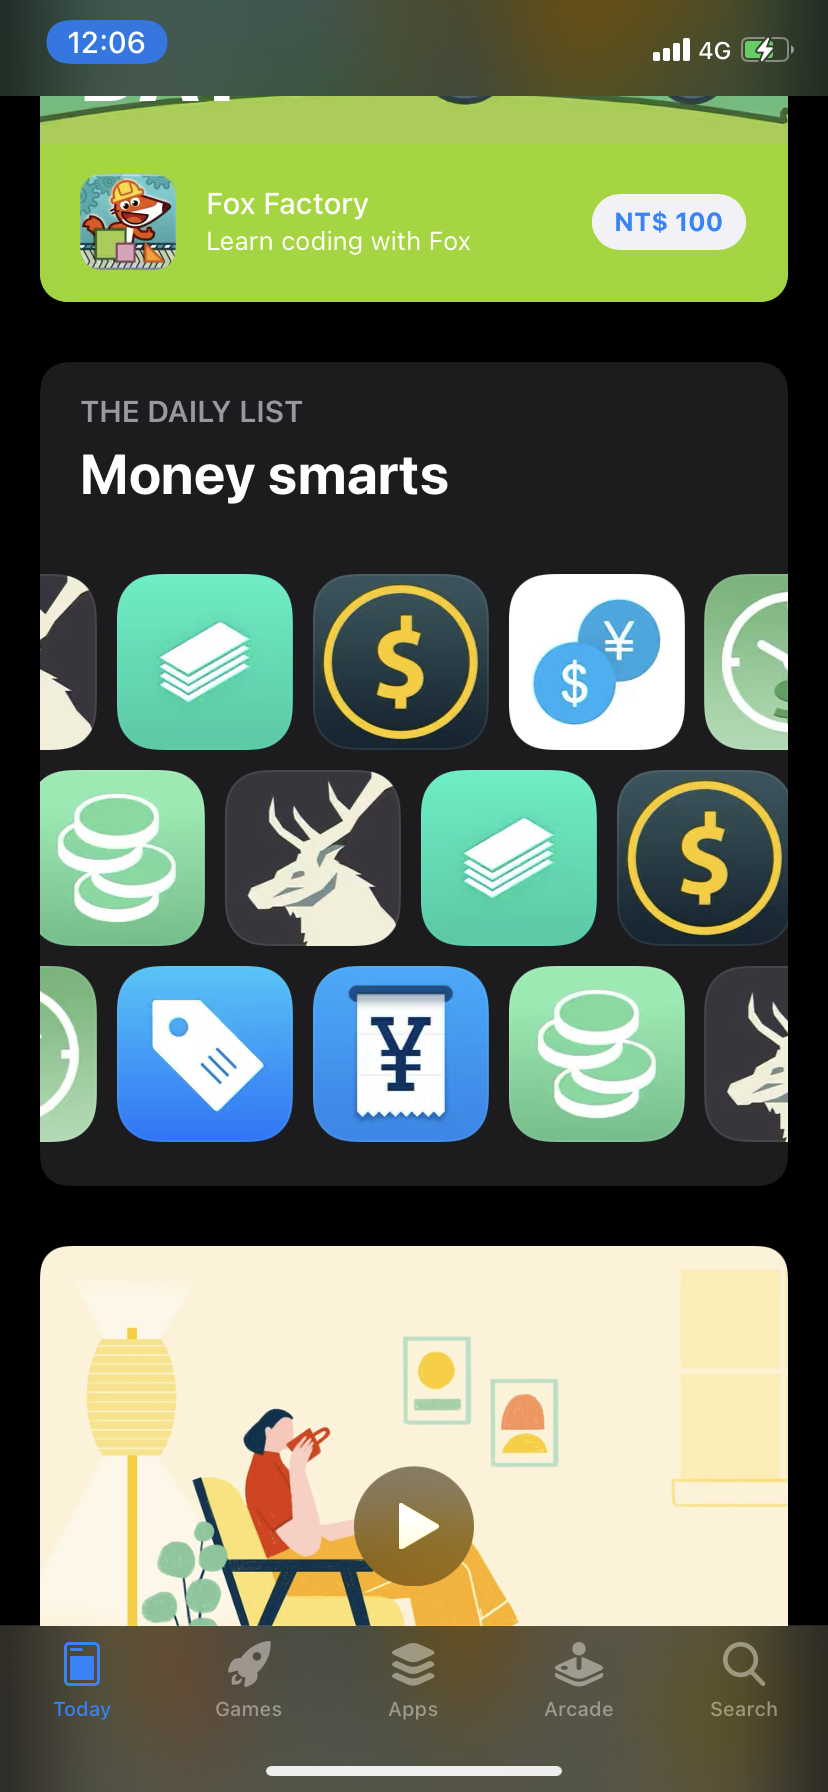 12:06
4G
Fox Factory
Learn coding with Fox
NT$ 100
THE DAILY LIST
Money smarts
$
¥
$
$
¥
Today
Games
Apps
Arcade
Search